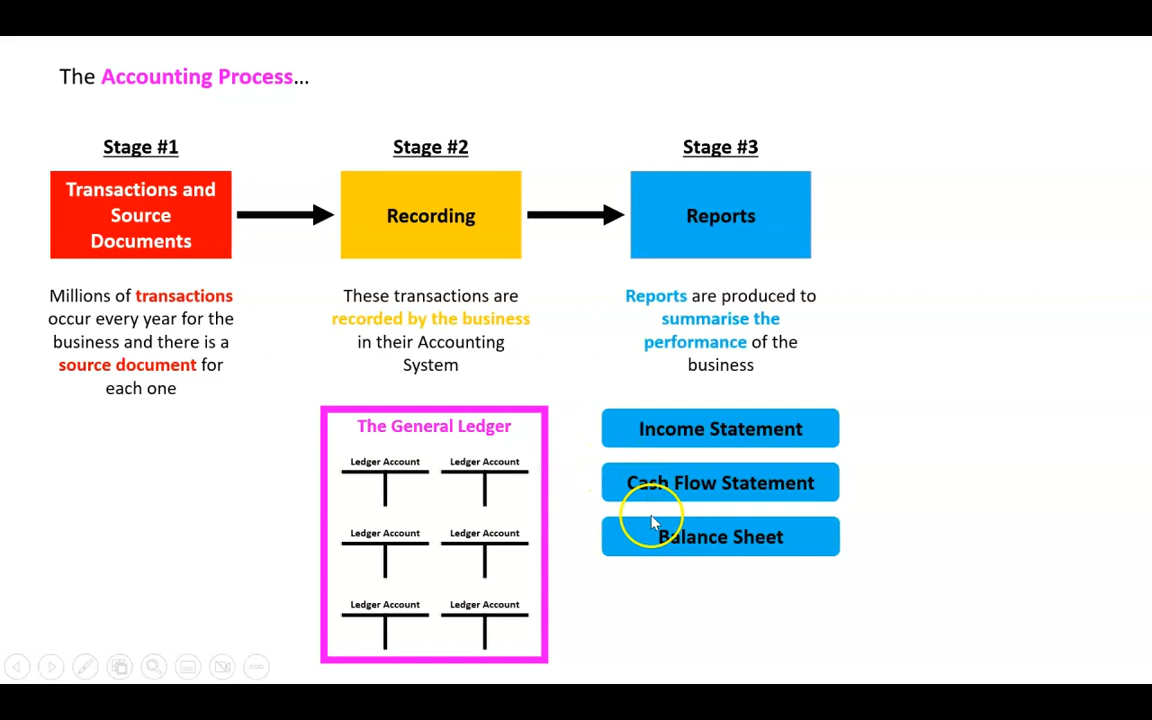 The Accounting Process...
Stage #1
Transactions and
Source
Documents
Millions of transactions
occur every year for the
business and there is a
source document for
each one
Stage #2
Recording
These transactions are
recorded by the business
in their Accounting
System
The General Ledger
Ledger Account
Ledger Account
Ledger Account
Ledger Account
Ledger Account
Ledger Account
Stage #3
Reports
Reports are produced to
summarise the
performance of the
business
Income Statement
Cash Flow Statement
Balance Sheet